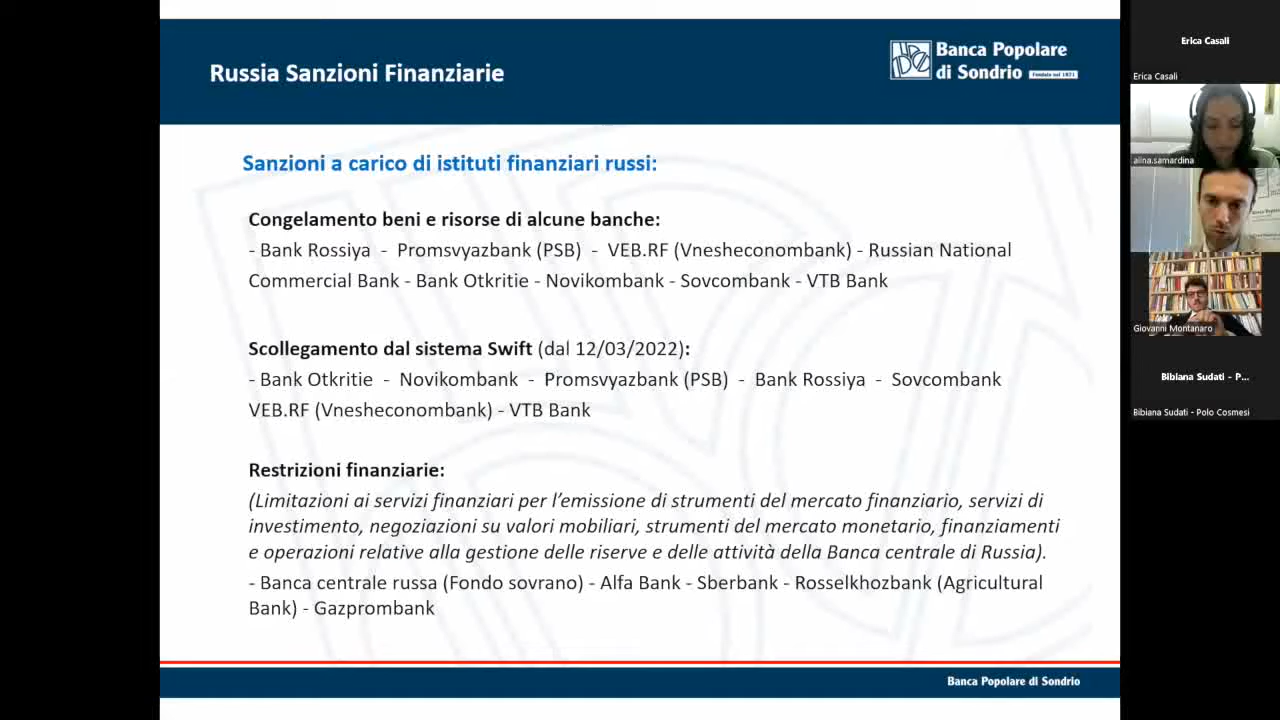 Russia Sanzioni Finanziarie
Banca Popolare
di Sondrio Fondata nel 1871
Sanzioni a carico di istituti finanziari russi:
Congelamento beni e risorse di alcune banche:
- Bank Rossiya - Promsvyazbank (PSB) - VEB.RF (Vnesheconombank) - Russian National
Commercial Bank - Bank Otkritie - Novikombank - Sovcombank - VTB Bank
Scollegamento dal sistema Swift (dal 12/03/2022):
- Bank Otkritie - Novikombank - Promsvyazbank (PSB) - Bank Rossiya - Sovcombank
VEB.RF (Vnesheconombank) - VTB Bank
Restrizioni finanziarie:
(Limitazioni ai servizi finanziari per l’emissione di strumenti del mercato finanziario, servizi di
investimento, negoziazioni su valori mobiliari, strumenti del mercato monetario, finanziamenti
e operazioni relative alla gestione delle riserve e delle attività della Banca centrale di Russia).
- Banca centrale russa (Fondo sovrano) - Alfa Bank - Sberbank - Rosselkhozbank (Agricultural
Bank) - Gazprombank
Banca Popolare di Sondrio
Erica Casali
Erica Casali
alina.samardina
Giovanni Montanaro
Bibiana Sudati - P...
Bibiana Sudati - Polo Cosmesi